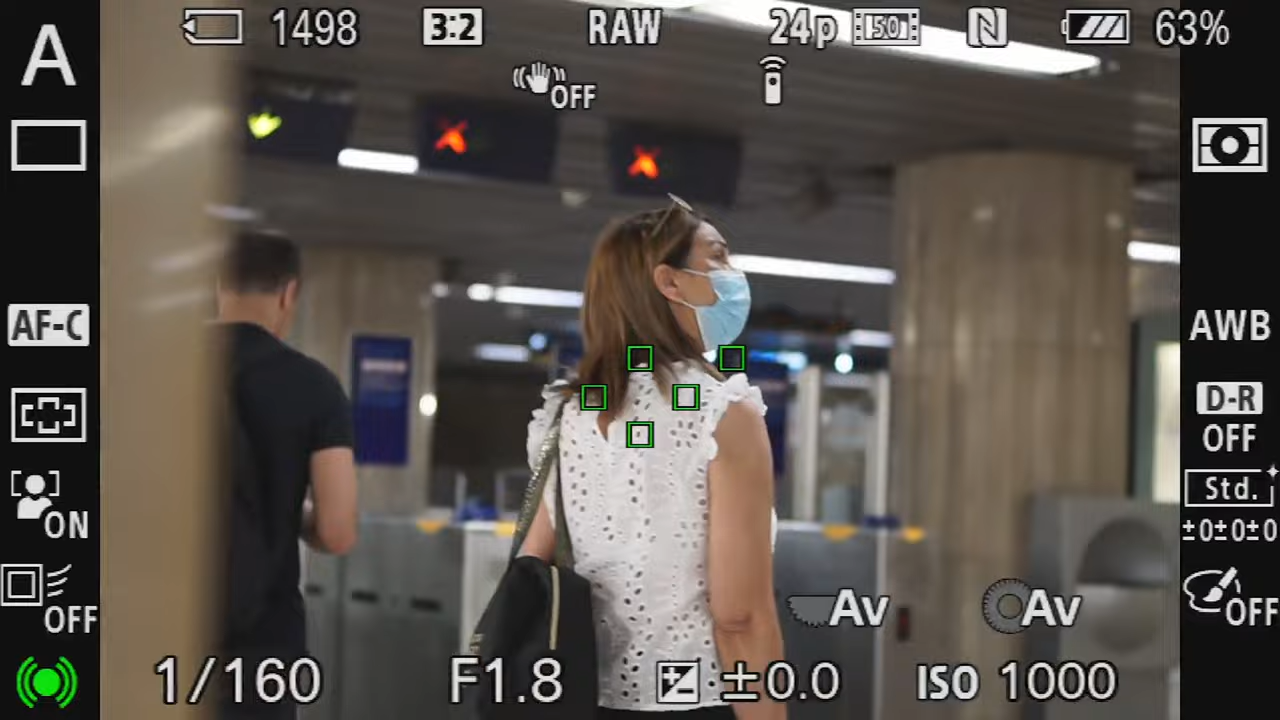 A
1498
3:2
RAW
24p
50
63%
OFF
AF-C
AWB
D-R
OFF
ON
Std.
±0±0±0
OFF
OFF
Av
Av
1/160
F1.8
±0.0
ISO 1000